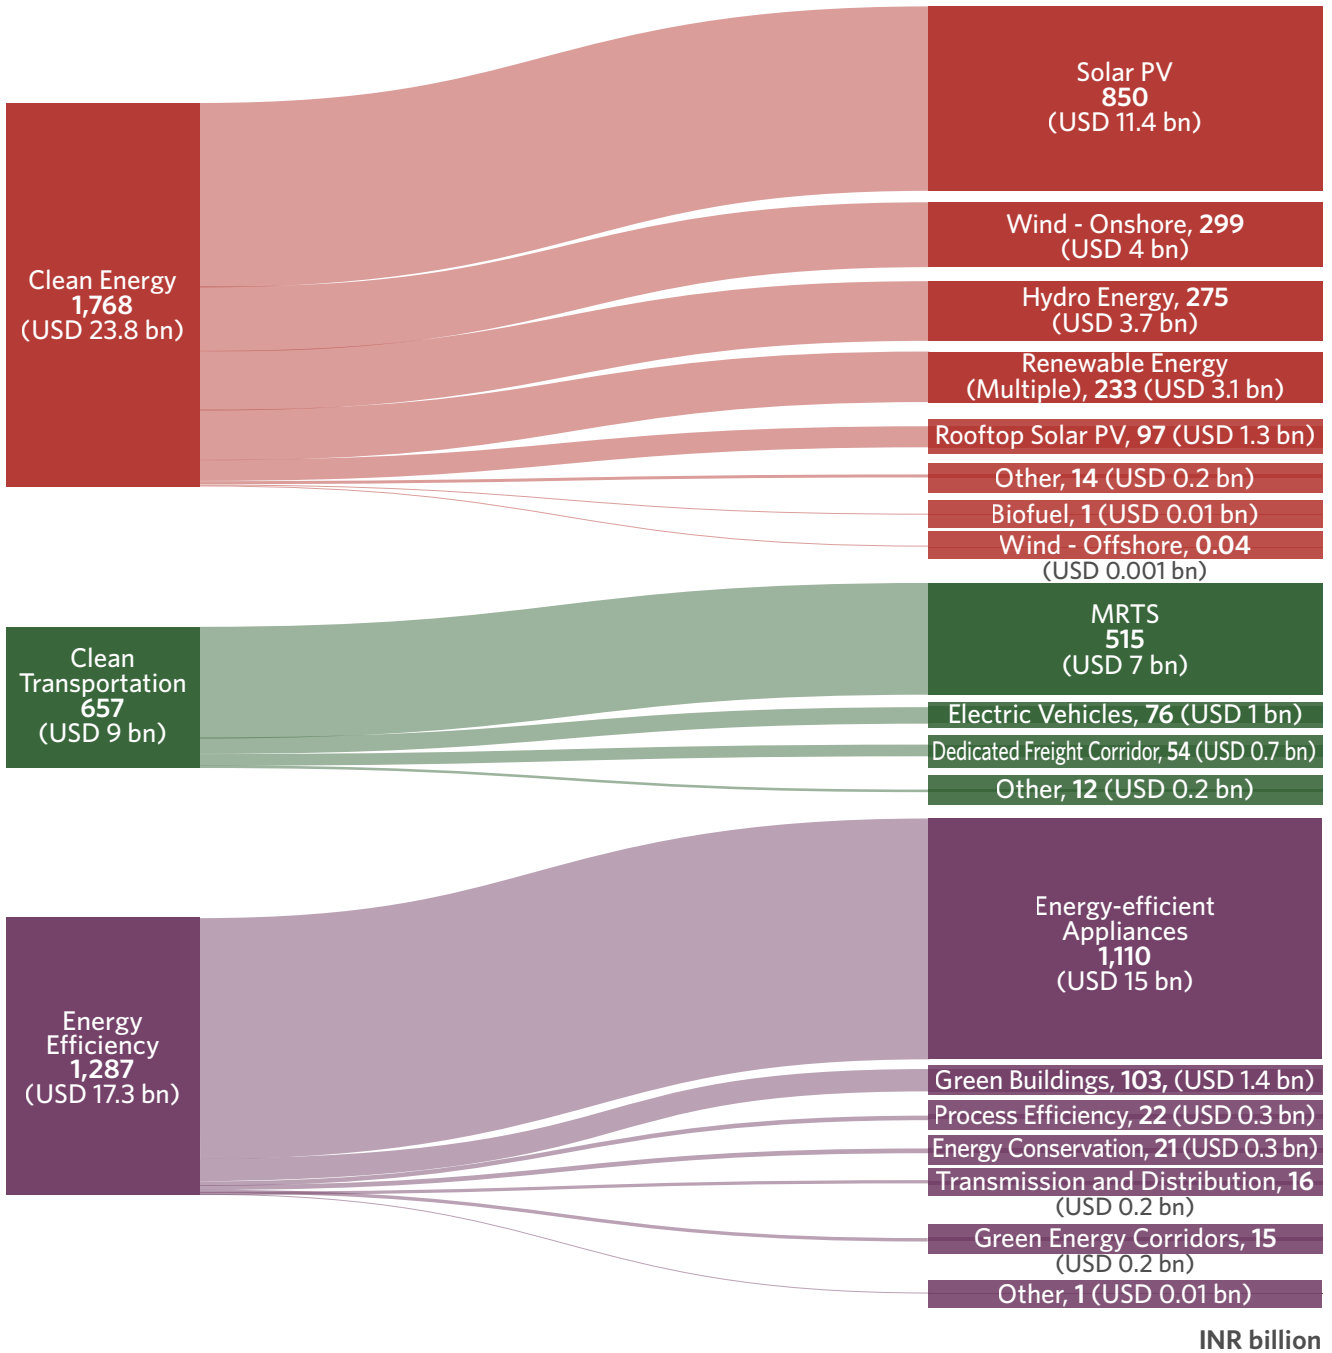 Clean Energy
1,768
(USD 23.8 bn)
Solar PV
850
(USD 11.4 bn)
Wind - Onshore, 299
(USD 4 bn)
Hydro Energy, 275
(USD 3.7 bn)
Renewable Energy
(Multiple), 233 (USD 3.1 bn)
Rooftop Solar PV, 97 (USD 1.3 bn)
Other, 14 (USD 0.2 bn)
Biofuel, 1 (USD 0.01 bn)
Wind - Offshore, 0.04
(USD 0.001 bn)
Clean
Transportation
657
(USD 9 bn)
MRTS
515
(USD 7 bn)
Electric Vehicles, 76 (USD 1 bn)
Dedicated Freight Corridor, 54 (USD 0.7 bn)
Other, 12 (USD 0.2 bn)
Energy
Efficiency
1,287
(USD 17.3 bn)
Energy-efficient
Appliances
1,110
(USD 15 bn)
Green Buildings, 103, (USD 1.4 bn)
Process Efficiency, 22 (USD 0.3 bn)
Energy Conservation, 21 (USD 0.3 bn)
Transmission and Distribution, 16
(USD 0.2 bn)
Green Energy Corridors, 15
(USD 0.2 bn)
Other, 1 (USD 0.01 bn)
INR billion